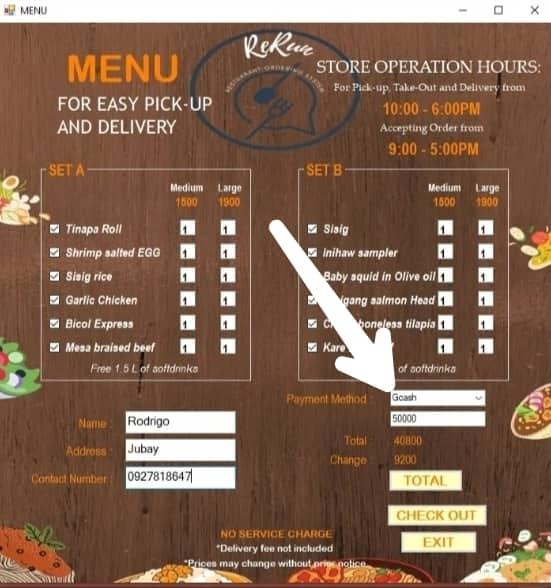 MENU
ReRun
RESTAURANT ORDERING
MENU
FOR EASY PICK-UP
AND DELIVERY
STORE OPERATION HOURS:
For Pick-up, Take-Out and Delivery from
10:00 - 6:00PM
Accepting Order from
9:00 - 5:00PM
SET A
Medium Large
1500 1900
Tinapa Roll 1 1
Shrimp salted EGG 1 1
Sisig rice 1 1
Garlic Chicken 1 1
Bicol Express 1 1
Mesa braised beef 1 1
Free 1.5 L of softdrinks
SET B
Medium Large
1500 1900
Sisig 1 1
inihaw sampler 1 1
Baby squid in Olive oil 1 1
salmon Head 1 1
boneless tilapia 1 1
Kare 1 1
of softdrinks
Payment Method : Gcash
50000
Total : 40800
Change : 9200
Name : Rodrigo
Address : Jubay
Contact Number : 0927818647
TOTAL
CHECK OUT
EXIT
NO SERVICE CHARGE
*Delivery fee not included
*Prices may change without prior notice